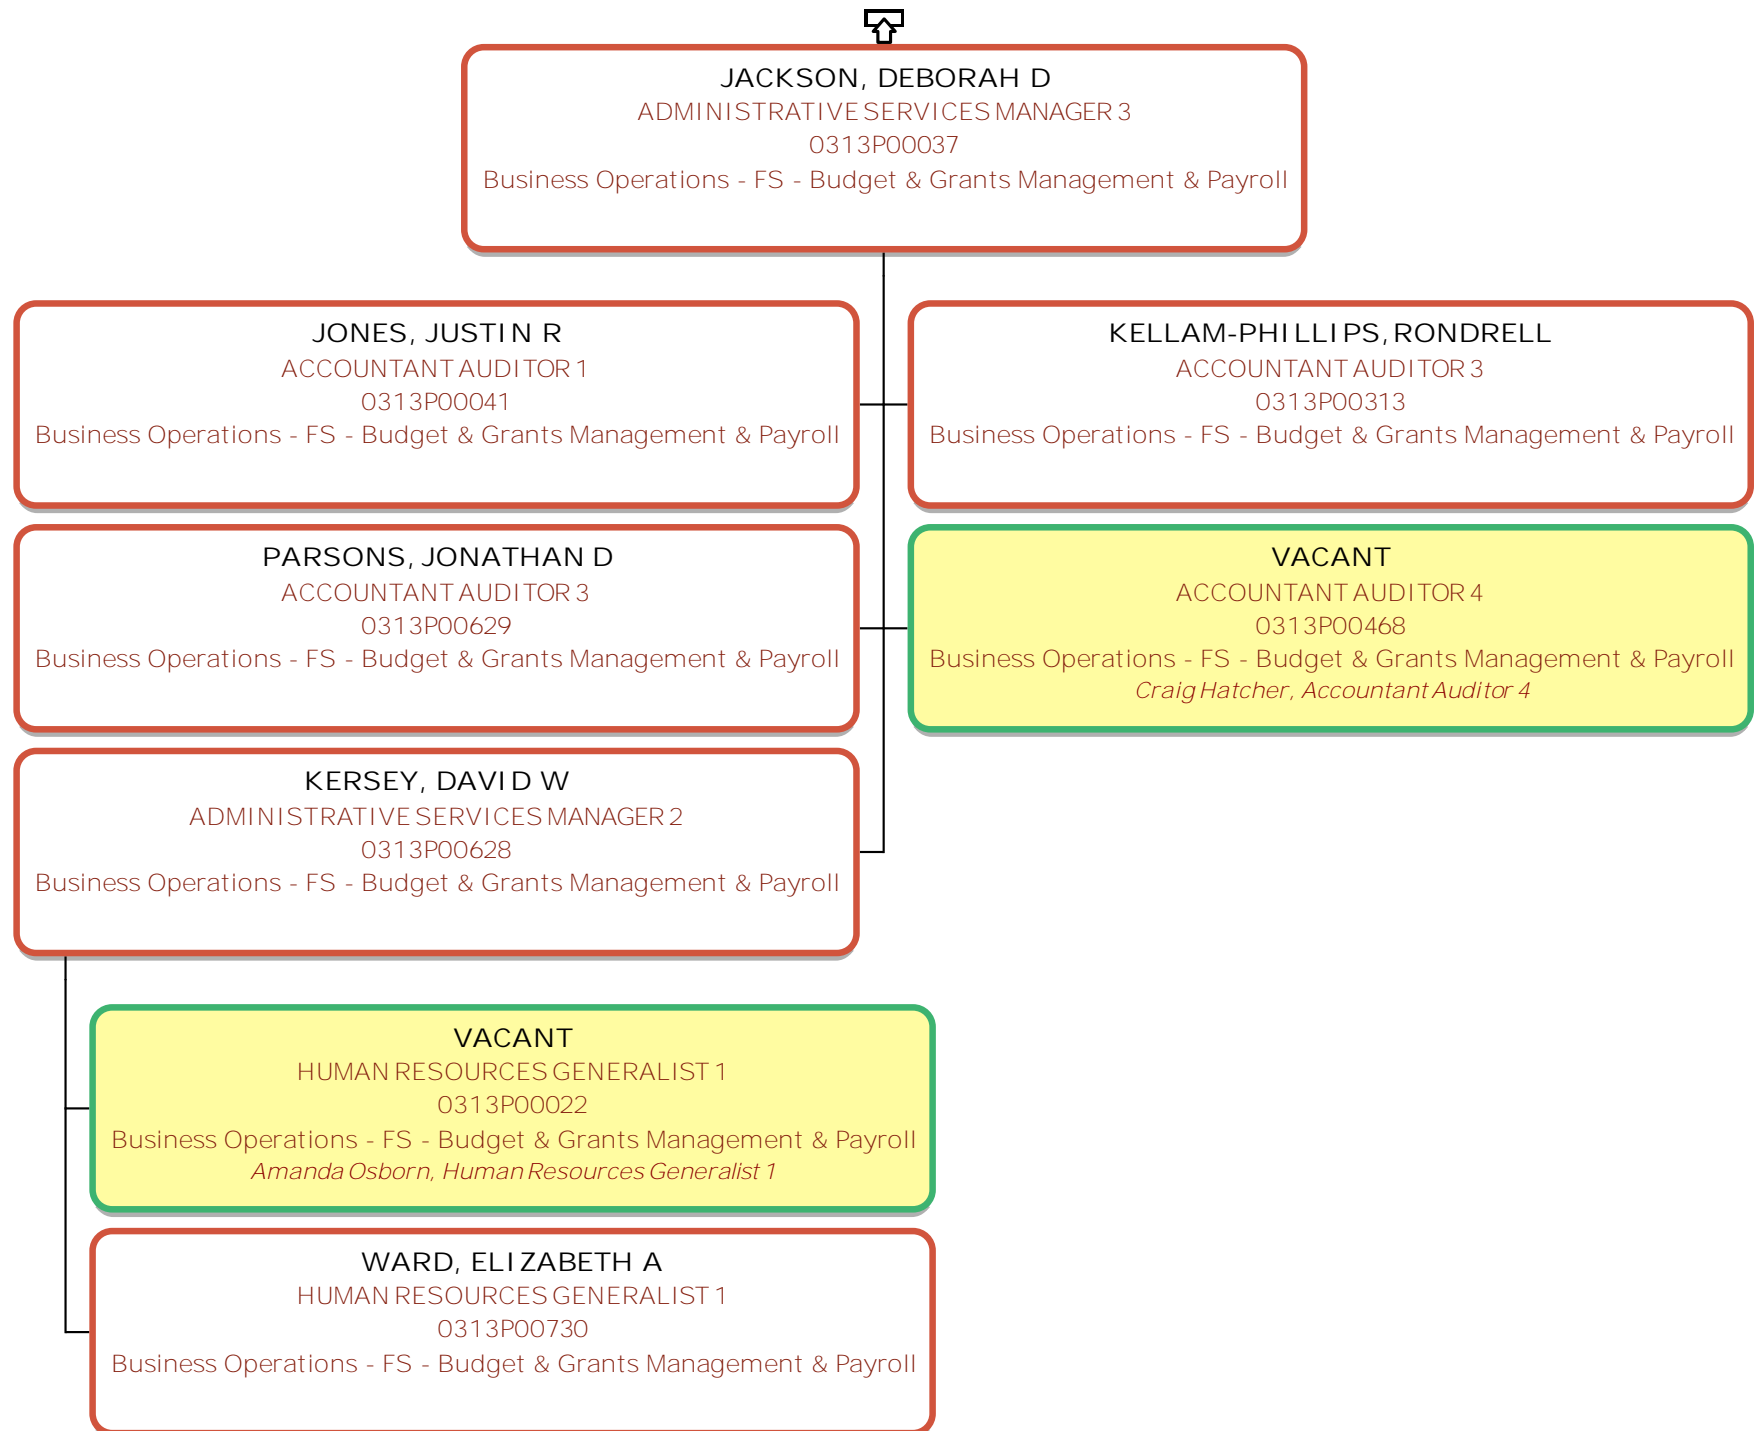 JACKSON, DEBORAH D
ADMINISTRATIVE SERVICES MANAGER 3
0313P00037
Business Operations - FS - Budget & Grants Management & Payroll
JONES, JUSTIN R
ACCOUNTANT AUDITOR 1
0313P00041
Business Operations - FS - Budget & Grants Management & Payroll
KELLAM-PHILLIPS, RONDRELL
ACCOUNTANT AUDITOR 3
0313P00313
Business Operations - FS - Budget & Grants Management & Payroll
PARSONS, JONATHAN D
ACCOUNTANT AUDITOR 3
0313P00629
Business Operations - FS - Budget & Grants Management & Payroll
VACANT
ACCOUNTANT AUDITOR 4
0313P00468
Business Operations - FS - Budget & Grants Management & Payroll
Craig Hatcher, Accountant Auditor 4
KERSEY, DAVID W
ADMINISTRATIVE SERVICES MANAGER 2
0313P00628
Business Operations - FS - Budget & Grants Management & Payroll
VACANT
HUMAN RESOURCES GENERALIST 1
0313P00022
Business Operations - FS - Budget & Grants Management & Payroll
Amanda Osborn, Human Resources Generalist 1
WARD, ELIZABETH A
HUMAN RESOURCES GENERALIST 1
0313P00730
Business Operations - FS - Budget & Grants Management & Payroll